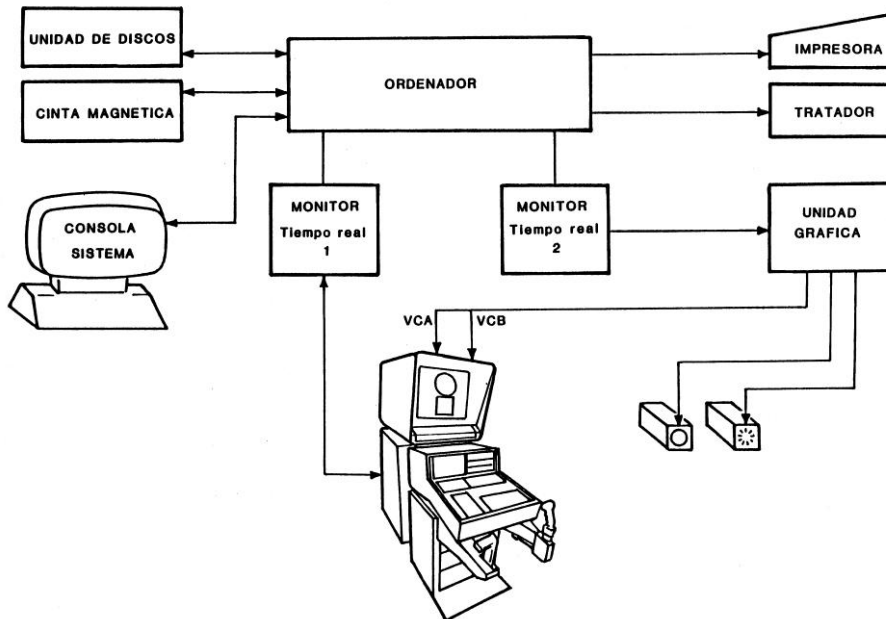 UNIDAD DE DISCOS
CINTA MAGNETICA
ORDENADOR
IMPRESORA
TRATADOR
CONSOLA
SISTEMA
MONITOR
Tiempo real
1
MONITOR
Tiempo real
2
UNIDAD
GRAFICA
VCA
VCB